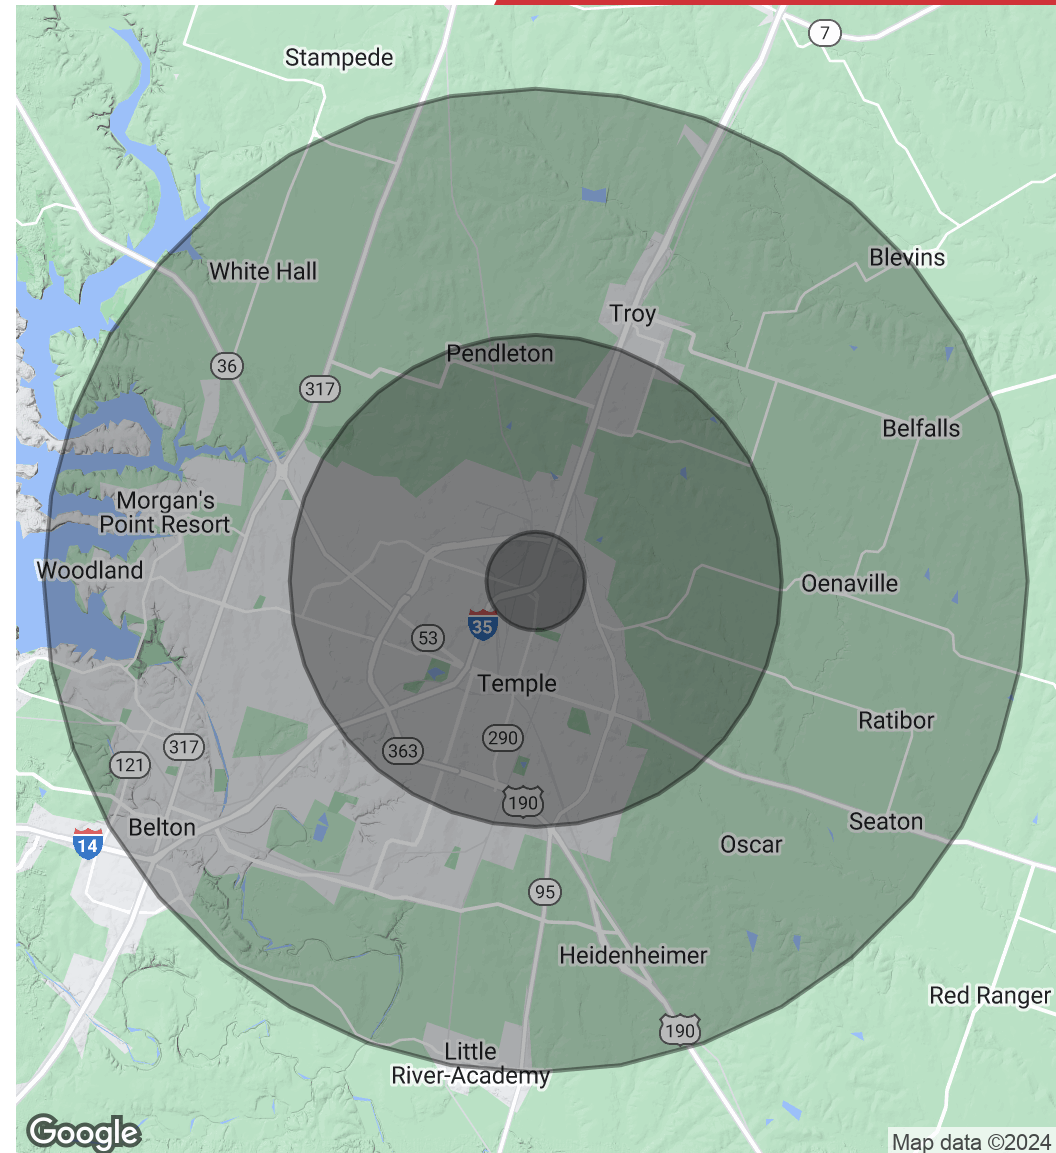 7
Stampede
Blevins
White Hall
Troy
Pendleton
36
317
Belfalls
Morgan's
Point Resort
Woodland
Oenaville
35
53
Temple
Ratibor
290
363
317
121
190
Seaton
Belton
Oscar
14
95
Heidenheimer
Red Ranger
190
Little
River-Academy
Google
Map data ©2024